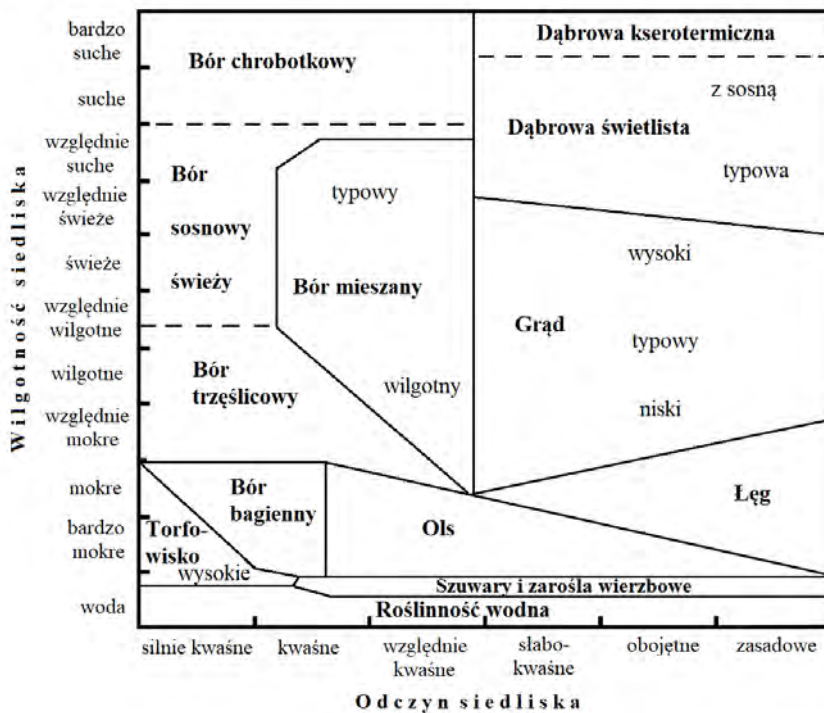 bardzo
suche
suche
względnie
suche
względnie
świeże
świeże
względnie
wilgotne
wilgotne
względnie
mokre
mokre
bardzo
mokre
woda
Wilgotność siedliska
Bór chrobotkowy
Dąbrowa kserotermiczna
z sosną
Dąbrowa świetlista
typowa
Bór
sosnowy
świeży
typowy
Bór mieszany
wilgotny
wysoki
Grąd
typowy
niski
Bór
trzęślicowy
Bór
bagienny
Torfo-
wisko
wysokie
Ols
Łęg
Szuwary i zarośla wierzbowe
Roślinność wodna
silnie kwaśne
kwaśne
względnie
kwaśne
słabo-
kwaśne
obojętne
zasadowe
Odczyn siedliska